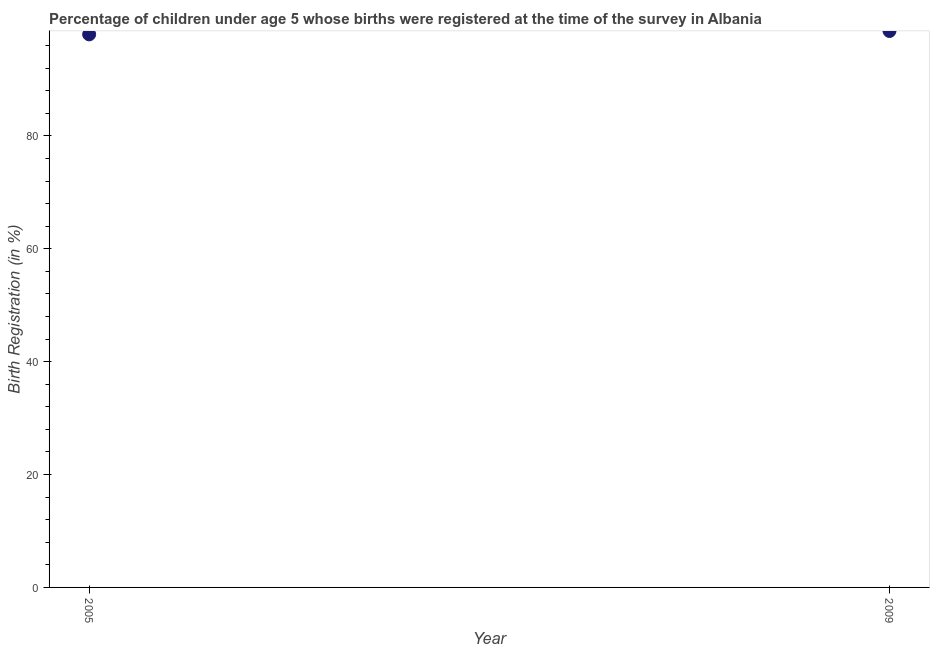 Percentage of children under age 5 whose births were registered at the time of the survey in Albania
Birth Registration (in %)
80
60
40
20
0
2005
2009
Year